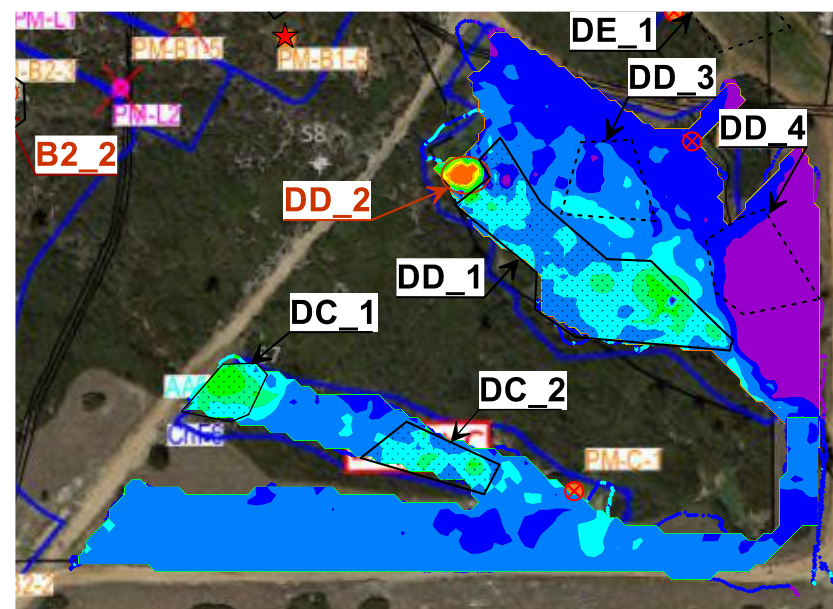 PM-L1
DE_1
PM-B1-5
PM-B1-6
-B2-3
DD_3
PM-L2
DD_4
S8
B2_2
DD_2
DD_1
DC_1
DC_2
PM-C-1